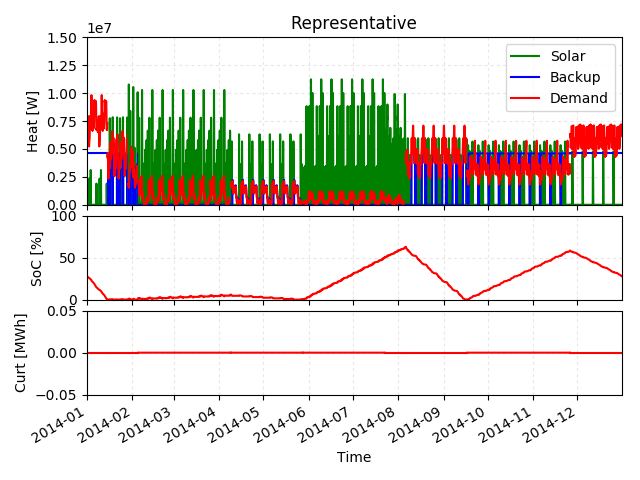 Representative
1e7
1.50
1.25
1.00
0.75
0.50
0.25
0.00
Heat [W]
Solar
Backup
Demand
100
50
0
SoC [%]
0.05
0.00
−0.05
Curt [MWh]
2014-01
2014-02
2014-03
2014-04
2014-05
2014-06
2014-07
2014-08
2014-09
2014-10
2014-11
2014-12
Time